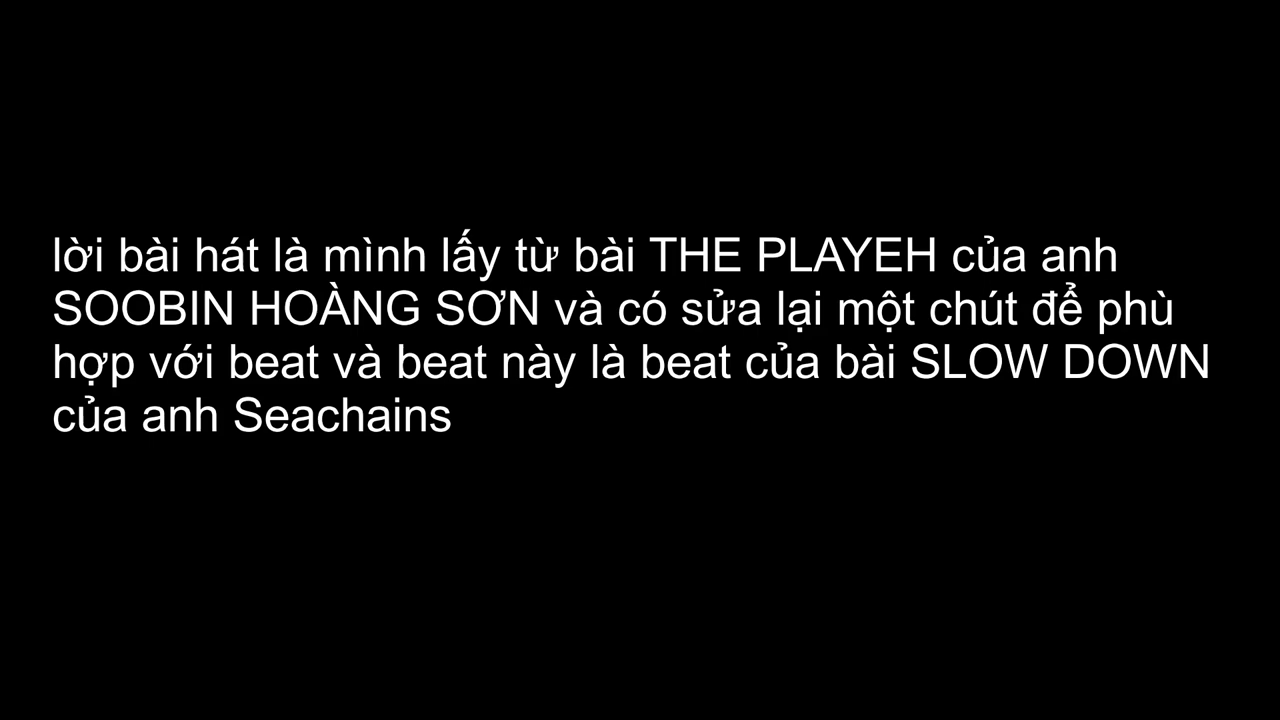 lời bài hát là mình lấy từ bài THE PLAYEH của anh
SOOBIN HOÀNG SƠN và có sửa lại một chút để phù
hợp với beat và beat này là beat của bài SLOW DOWN
của anh Seachains